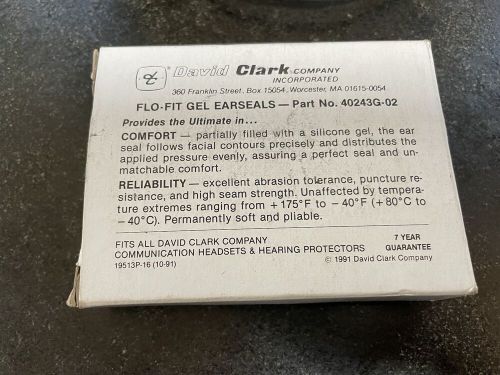 David Clark COMPANY
INCORPORATED
360 Franklin Street, Box 15054, Worcester, MA 01615-0054
FLO-FIT GEL EARSEALS — Part No. 40243G-02
Provides the Ultimate in...
COMFORT — partially filled with a silicone gel, the ear
seal follows facial contours precisely and distributes the
applied pressure evenly, assuring a perfect seal and un-
matchable comfort.
RELIABILITY — excellent abrasion tolerance, puncture re-
sistance, and high seam strength. Unaffected by tempera-
ture extremes ranging from +175°F to −40°F (+80°C to
−40°C). Permanently soft and pliable.
FITS ALL DAVID CLARK COMPANY
COMMUNICATION HEADSETS & HEARING PROTECTORS
19513P-16 (10-91)
7 YEAR
GUARANTEE
© 1991 David Clark Company